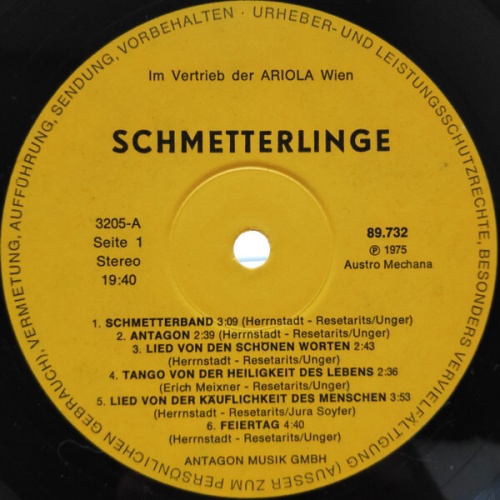 VERMIETUNG, AUFFÜHRUNG, SENDUNG, VORBEHALTEN · URHEBER- UND LEISTUNGSSCHUTZRECHTE, BESONDERS VERVIELFÄLTIGUNG (AUSSER ZUM PERSÖNLICHEN GEBRAUCH),
Im Vertrieb der ARIOLA Wien
SCHMETTERLINGE
3205-A
Seite 1
Stereo
19:40
89.732
Ⓟ 1975
Austro Mechana
1. SCHMETTERBAND 3:09 (Herrnstadt - Resetarits/Unger)
2. ANTAGON 2:39 (Herrnstadt - Resetarits/Unger)
3. LIED VON DEN SCHÖNEN WORTEN 2:43
(Herrnstadt - Resetarits/Unger)
4. TANGO VON DER HEILIGKEIT DES LEBENS 2:36
(Erich Meixner - Resetarits/Unger)
5. LIED VON DER KÄUFLICHKEIT DES MENSCHEN 3:53
(Herrnstadt - Resetarits/Jura Soyfer)
6. FEIERTAG 4:40
(Herrnstadt - Resetarits/Unger)
ANTAGON MUSIK GMBH